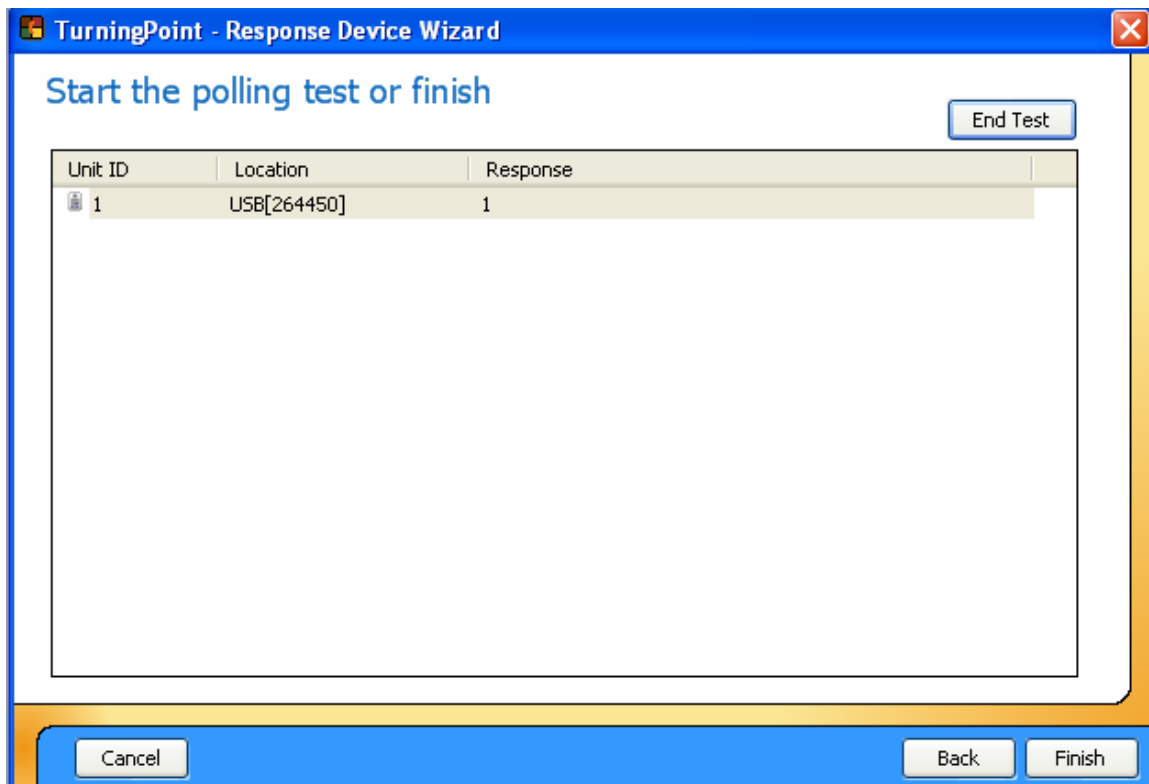 TurningPoint - Response Device Wizard
Start the polling test or finish
End Test
Unit ID Location Response
1 USB[264450] 1
Cancel Back Finish